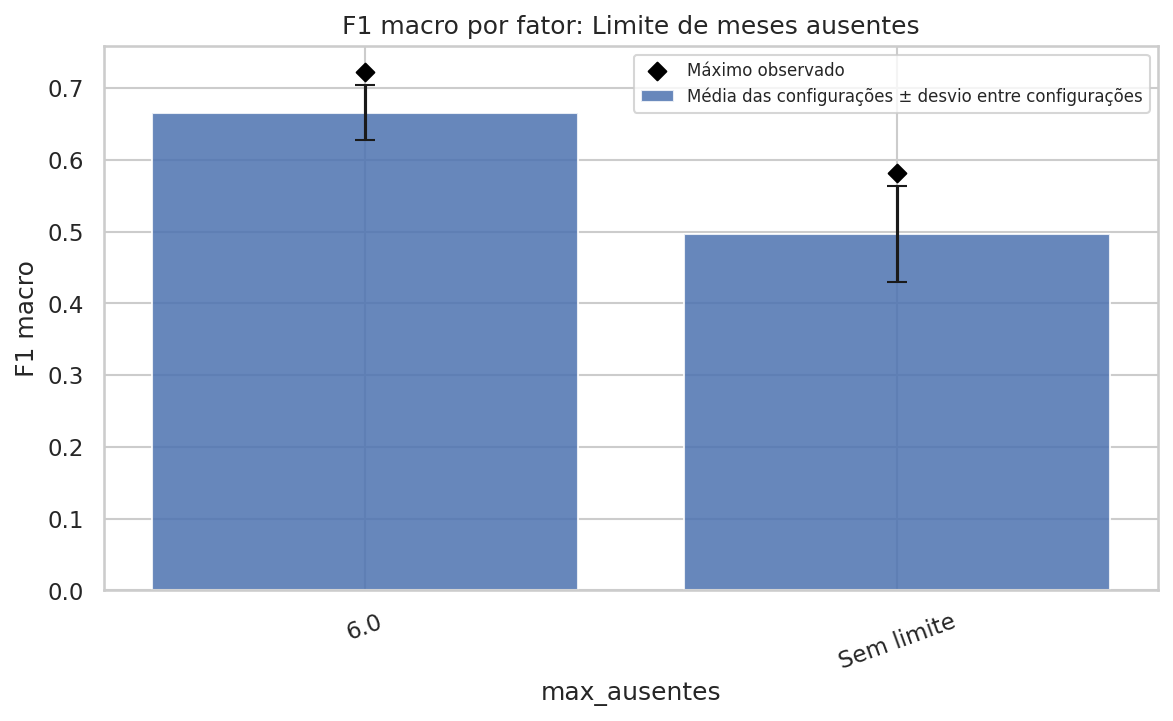 F1 macro por fator: Limite de meses ausentes
Máximo observado
Média das configurações ± desvio entre configurações
F1 macro
0.7
0.6
0.5
0.4
0.3
0.2
0.1
0.0
6.0
Sem limite
max_ausentes